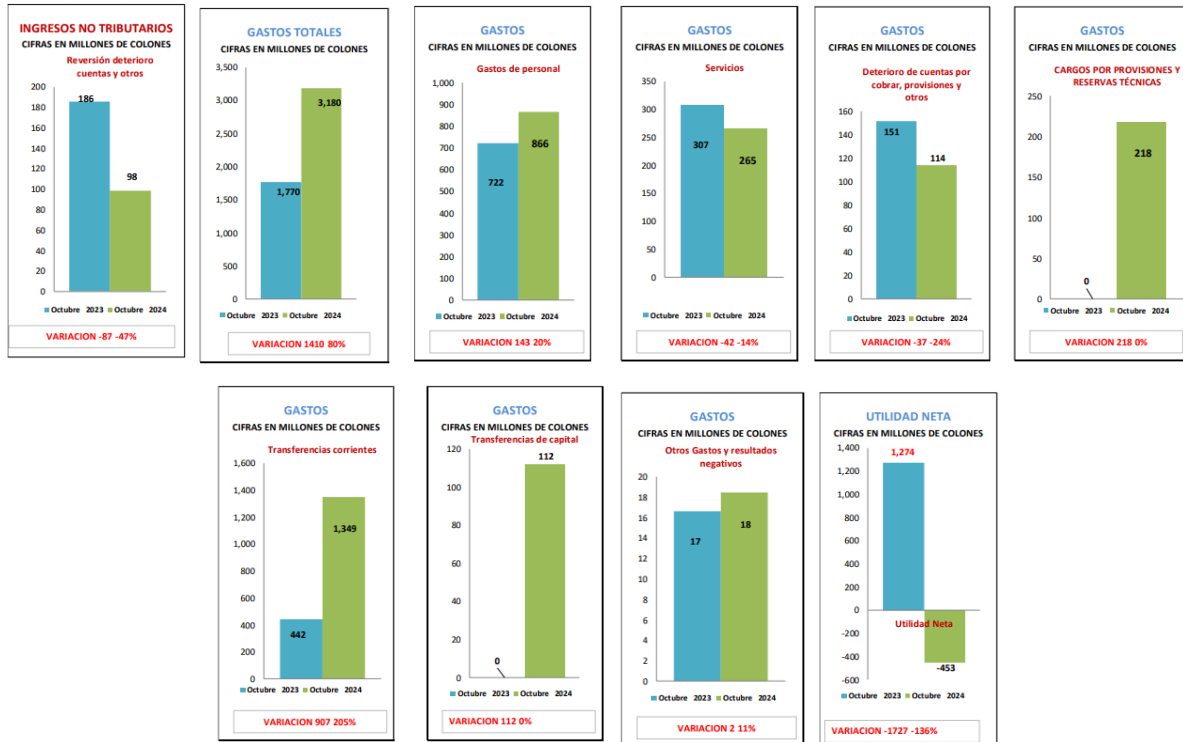 INGRESOS NO TRIBUTARIOS
CIFRAS EN MILLONES DE COLONES
Reversión deterioro
cuentas y otros
200
180
160
140
120
100
80
60
40
20
0
186
98
Octubre 2023 Octubre 2024
VARIACION -87 -47%
GASTOS TOTALES
CIFRAS EN MILLONES DE COLONES
3,500
3,000
2,500
2,000
1,500
1,000
500
0
1,770
3,180
Octubre 2023 Octubre 2024
VARIACION 1410 80%
GASTOS
CIFRAS EN MILLONES DE COLONES
Gastos de personal
1,000
900
800
700
600
500
400
300
200
100
0
722
866
Octubre 2023 Octubre 2024
VARIACION 143 20%
GASTOS
CIFRAS EN MILLONES DE COLONES
Servicios
350
300
250
200
150
100
50
0
307
265
Octubre 2023 Octubre 2024
VARIACION -42 -14%
GASTOS
CIFRAS EN MILLONES DE COLONES
Deterioro de cuentas por
cobrar, provisiones y
otros
160
140
120
100
80
60
40
20
0
151
114
Octubre 2023 Octubre 2024
VARIACION -37 -24%
GASTOS
CIFRAS EN MILLONES DE COLONES
CARGOS POR PROVISIONES Y
RESERVAS TÉCNICAS
250
200
150
100
50
0
0
218
Octubre 2023 Octubre 2024
VARIACION 218 0%
GASTOS
CIFRAS EN MILLONES DE COLONES
Transferencias corrientes
1,600
1,400
1,200
1,000
800
600
400
200
0
442
1,349
Octubre 2023 Octubre 2024
VARIACION 907 205%
GASTOS
CIFRAS EN MILLONES DE COLONES
Transferencias de capital
120
100
80
60
40
20
0
0
112
Octubre 2023 Octubre 2024
VARIACION 112 0%
GASTOS
CIFRAS EN MILLONES DE COLONES
Otros Gastos y resultados
negativos
20
18
16
14
12
10
8
6
4
2
0
17
18
Octubre 2023 Octubre 2024
VARIACION 2 11%
UTILIDAD NETA
CIFRAS EN MILLONES DE COLONES
1,400
1,200
1,000
800
600
400
200
0
-200
-400
-600
1,274
Utilidad Neta
-453
Octubre 2023 Octubre 2024
VARIACION -1727 -136%